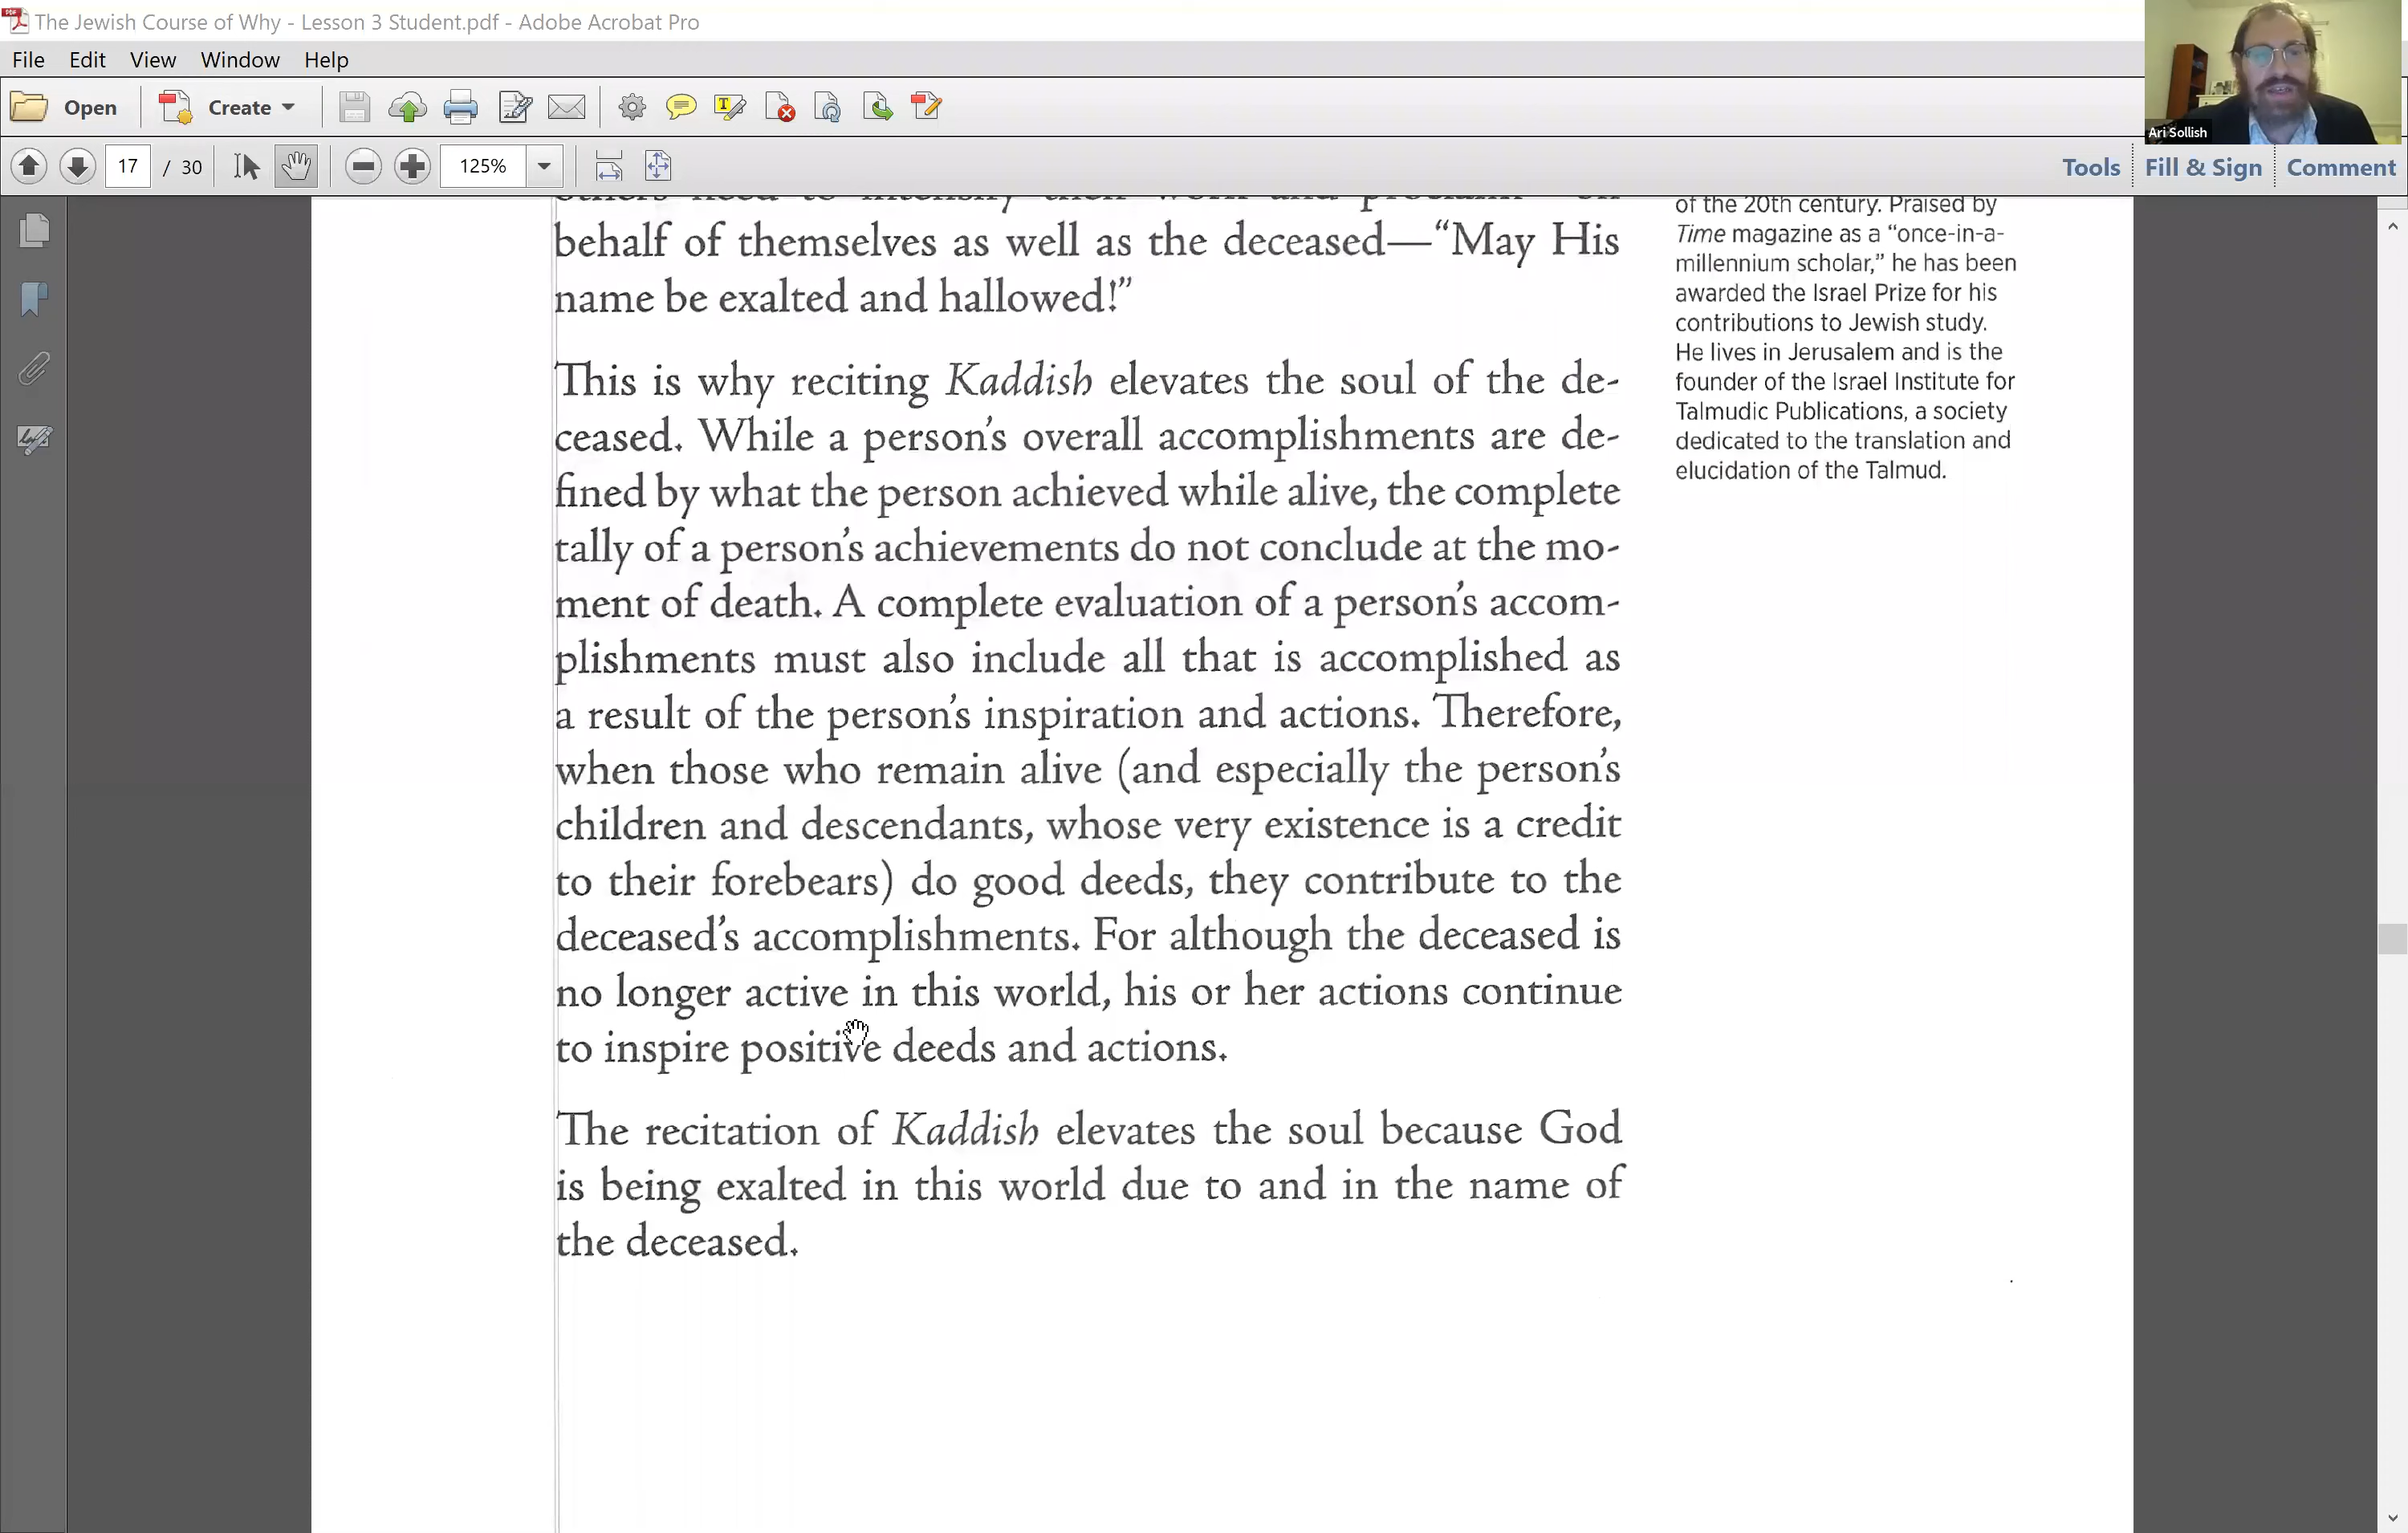 The Jewish Course of Why - Lesson 3 Student.pdf - Adobe Acrobat Pro
File Edit View Window Help
Open Create
17 / 30 125% Tools Fill & Sign Comment
Ari Sollish
others need to intensify their work and proclaim—on
behalf of themselves as well as the deceased—“May His
name be exalted and hallowed!”
This is why reciting Kaddish elevates the soul of the de-
ceased. While a person’s overall accomplishments are de-
fined by what the person achieved while alive, the complete
tally of a person’s achievements do not conclude at the mo-
ment of death. A complete evaluation of a person’s accom-
plishments must also include all that is accomplished as
a result of the person’s inspiration and actions. Therefore,
when those who remain alive (and especially the person’s
children and descendants, whose very existence is a credit
to their forebears) do good deeds, they contribute to the
deceased’s accomplishments. For although the deceased is
no longer active in this world, his or her actions continue
to inspire positive deeds and actions.
The recitation of Kaddish elevates the soul because God
is being exalted in this world due to and in the name of
the deceased.
of the 20th century. Praised by
Time magazine as a “once-in-a-
millennium scholar,” he has been
awarded the Israel Prize for his
contributions to Jewish study.
He lives in Jerusalem and is the
founder of the Israel Institute for
Talmudic Publications, a society
dedicated to the translation and
elucidation of the Talmud.